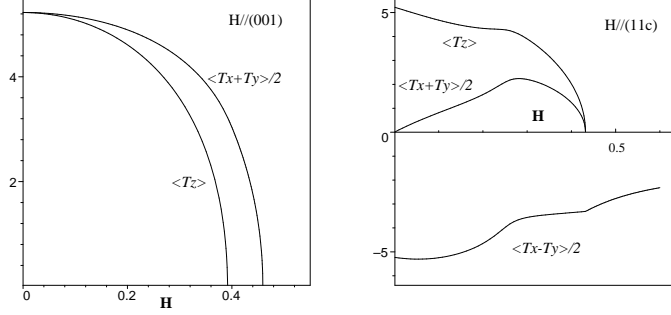 H//(001)
<Tx+Ty>/2
<Tz>
4
2
0
0.2
0.4
H
H//(11c)
5
<Tz>
<Tx+Ty>/2
H
0
0.5
−5
<Tx-Ty>/2